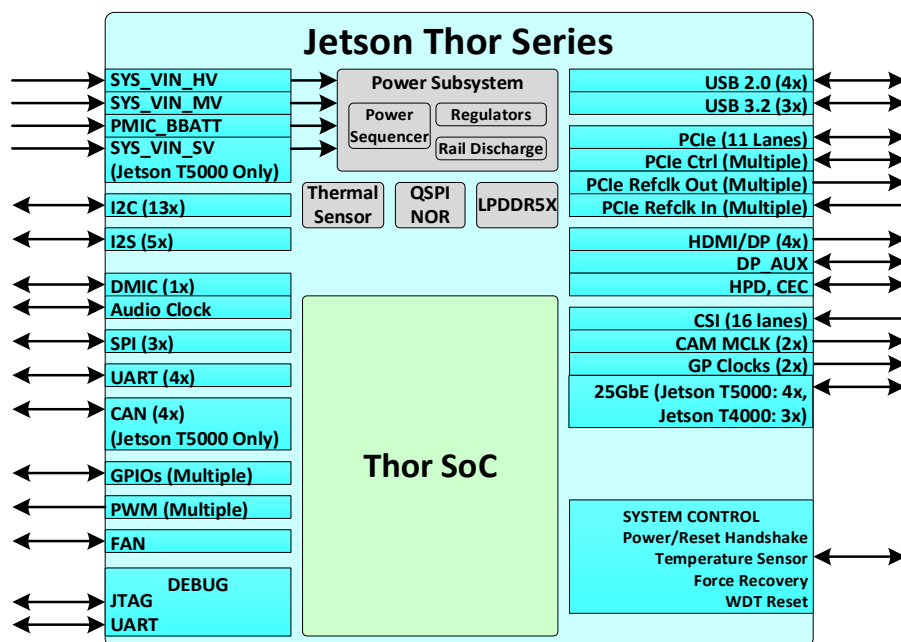 Jetson Thor Series
SYS_VIN_HV
SYS_VIN_MV
PMIC_BBATT
SYS_VIN_SV
(Jetson T5000 Only)
I2C (13x)
I2S (5x)
DMIC (1x)
Audio Clock
SPI (3x)
UART (4x)
CAN (4x)
(Jetson T5000 Only)
GPIOs (Multiple)
PWM (Multiple)
FAN
DEBUG
JTAG
UART
Power Subsystem
Power
Sequencer
Regulators
Rail Discharge
Thermal
Sensor
QSPI
NOR
LPDDR5X
Thor SoC
USB 2.0 (4x)
USB 3.2 (3x)
PCIe (11 Lanes)
PCIe Ctrl (Multiple)
PCIe Refclk Out (Multiple)
PCIe Refclk In (Multiple)
HDMI/DP (4x)
DP_AUX
HPD, CEC
CSI (16 lanes)
CAM MCLK (2x)
GP Clocks (2x)
25GbE (Jetson T5000: 4x,
Jetson T4000: 3x)
SYSTEM CONTROL
Power/Reset Handshake
Temperature Sensor
Force Recovery
WDT Reset